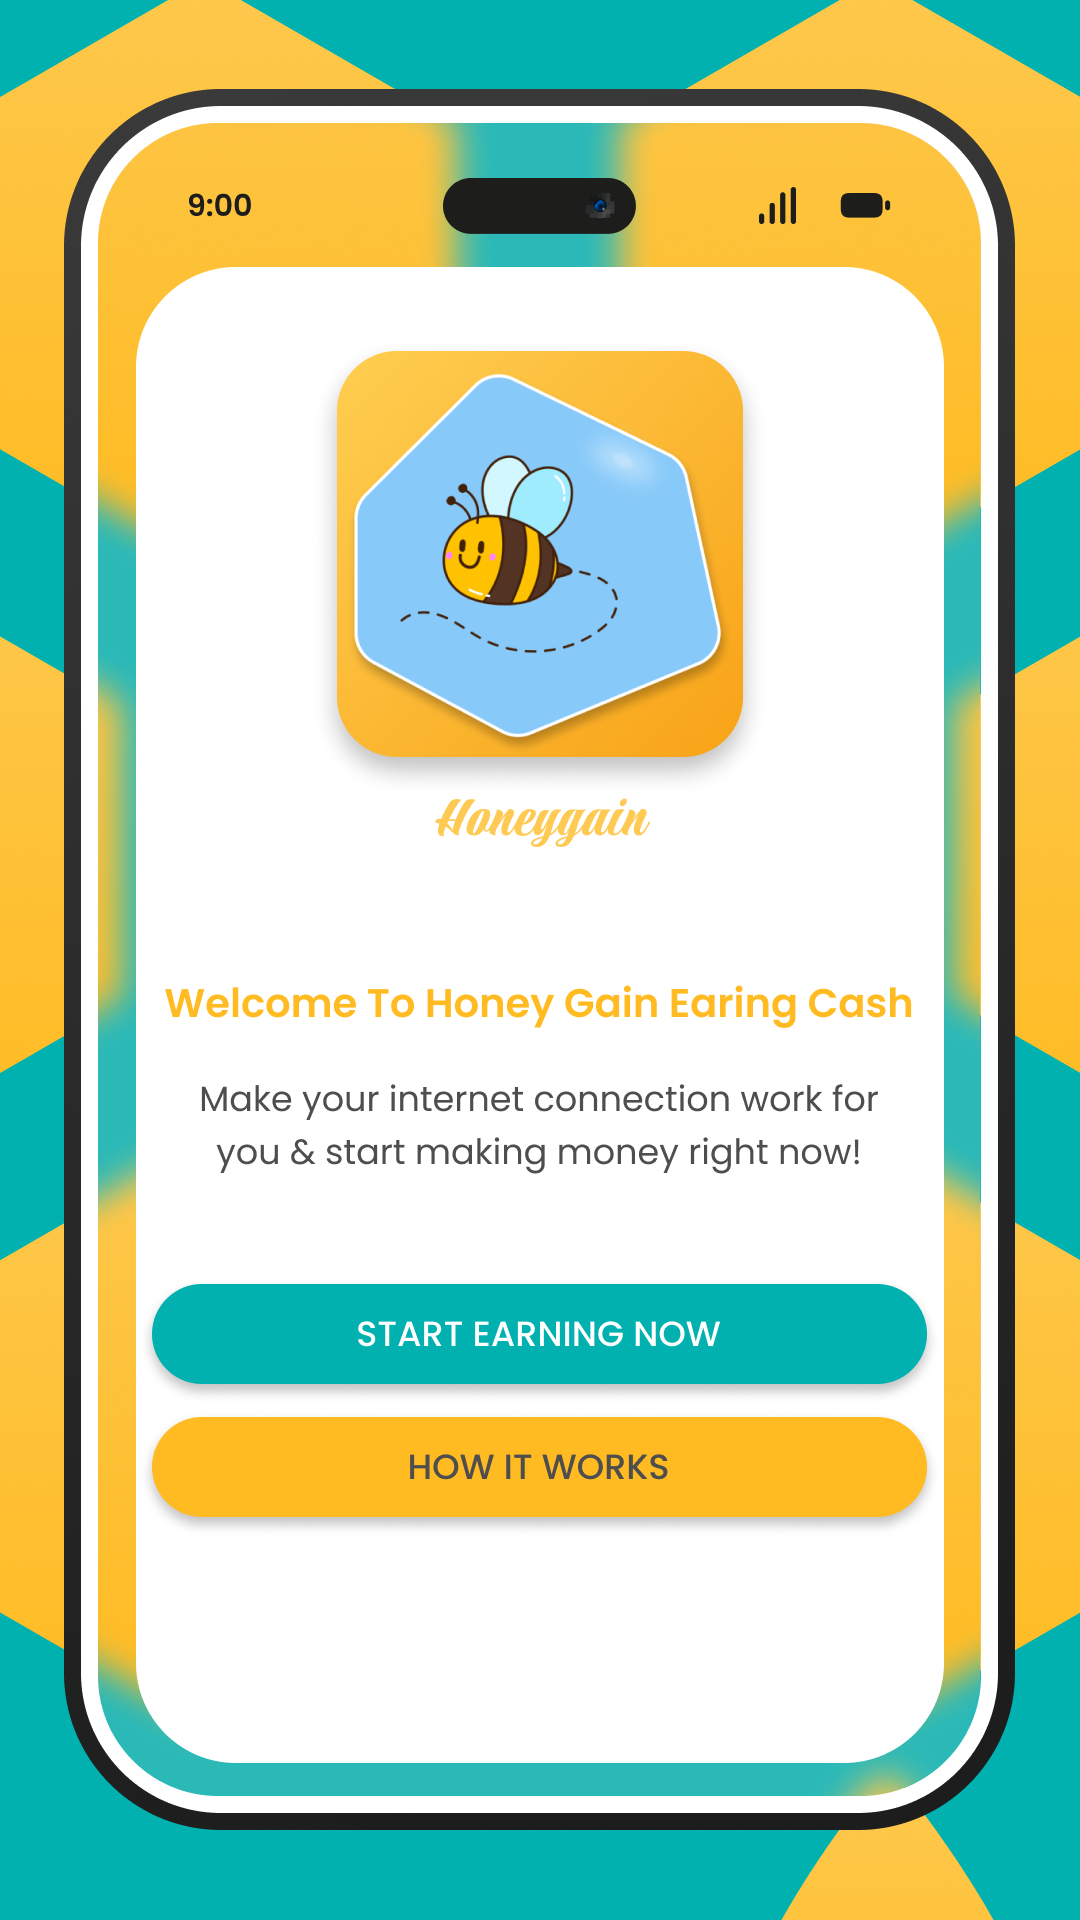 9:00
Honeygain
Welcome To Honey Gain Earing Cash
Make your internet connection work for
you & start making money right now!
START EARNING NOW
HOW IT WORKS